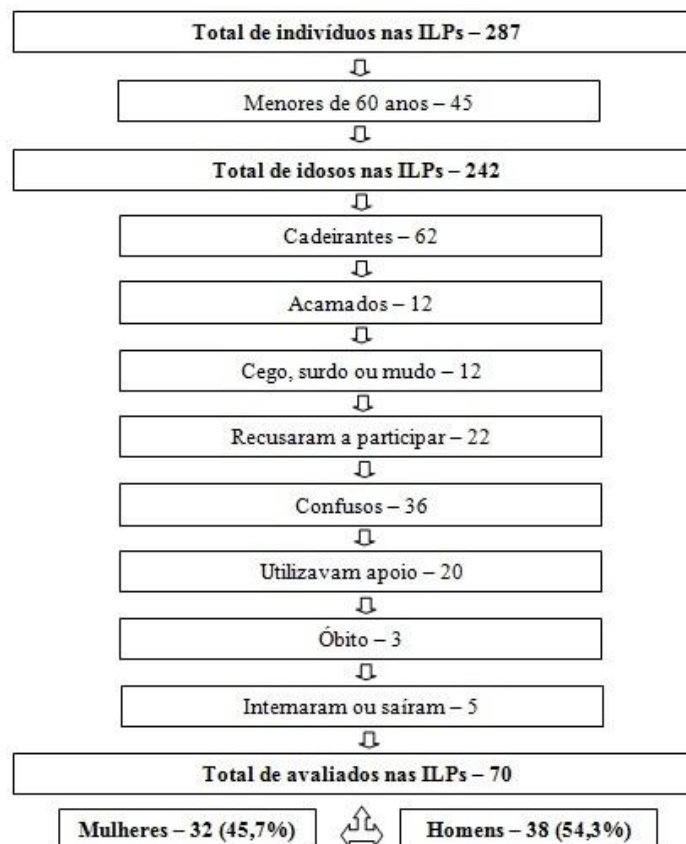 Total de indivíduos nas ILPs – 287
Menores de 60 anos – 45
Total de idosos nas ILPs – 242
Cadeirantes – 62
Acamados – 12
Cego, surdo ou mudo – 12
Recusaram a participar – 22
Confusos – 36
Utilizavam apoio – 20
Óbito – 3
Internaram ou saíram – 5
Total de avaliados nas ILPs – 70
Mulheres – 32 (45,7%)
Homens – 38 (54,3%)